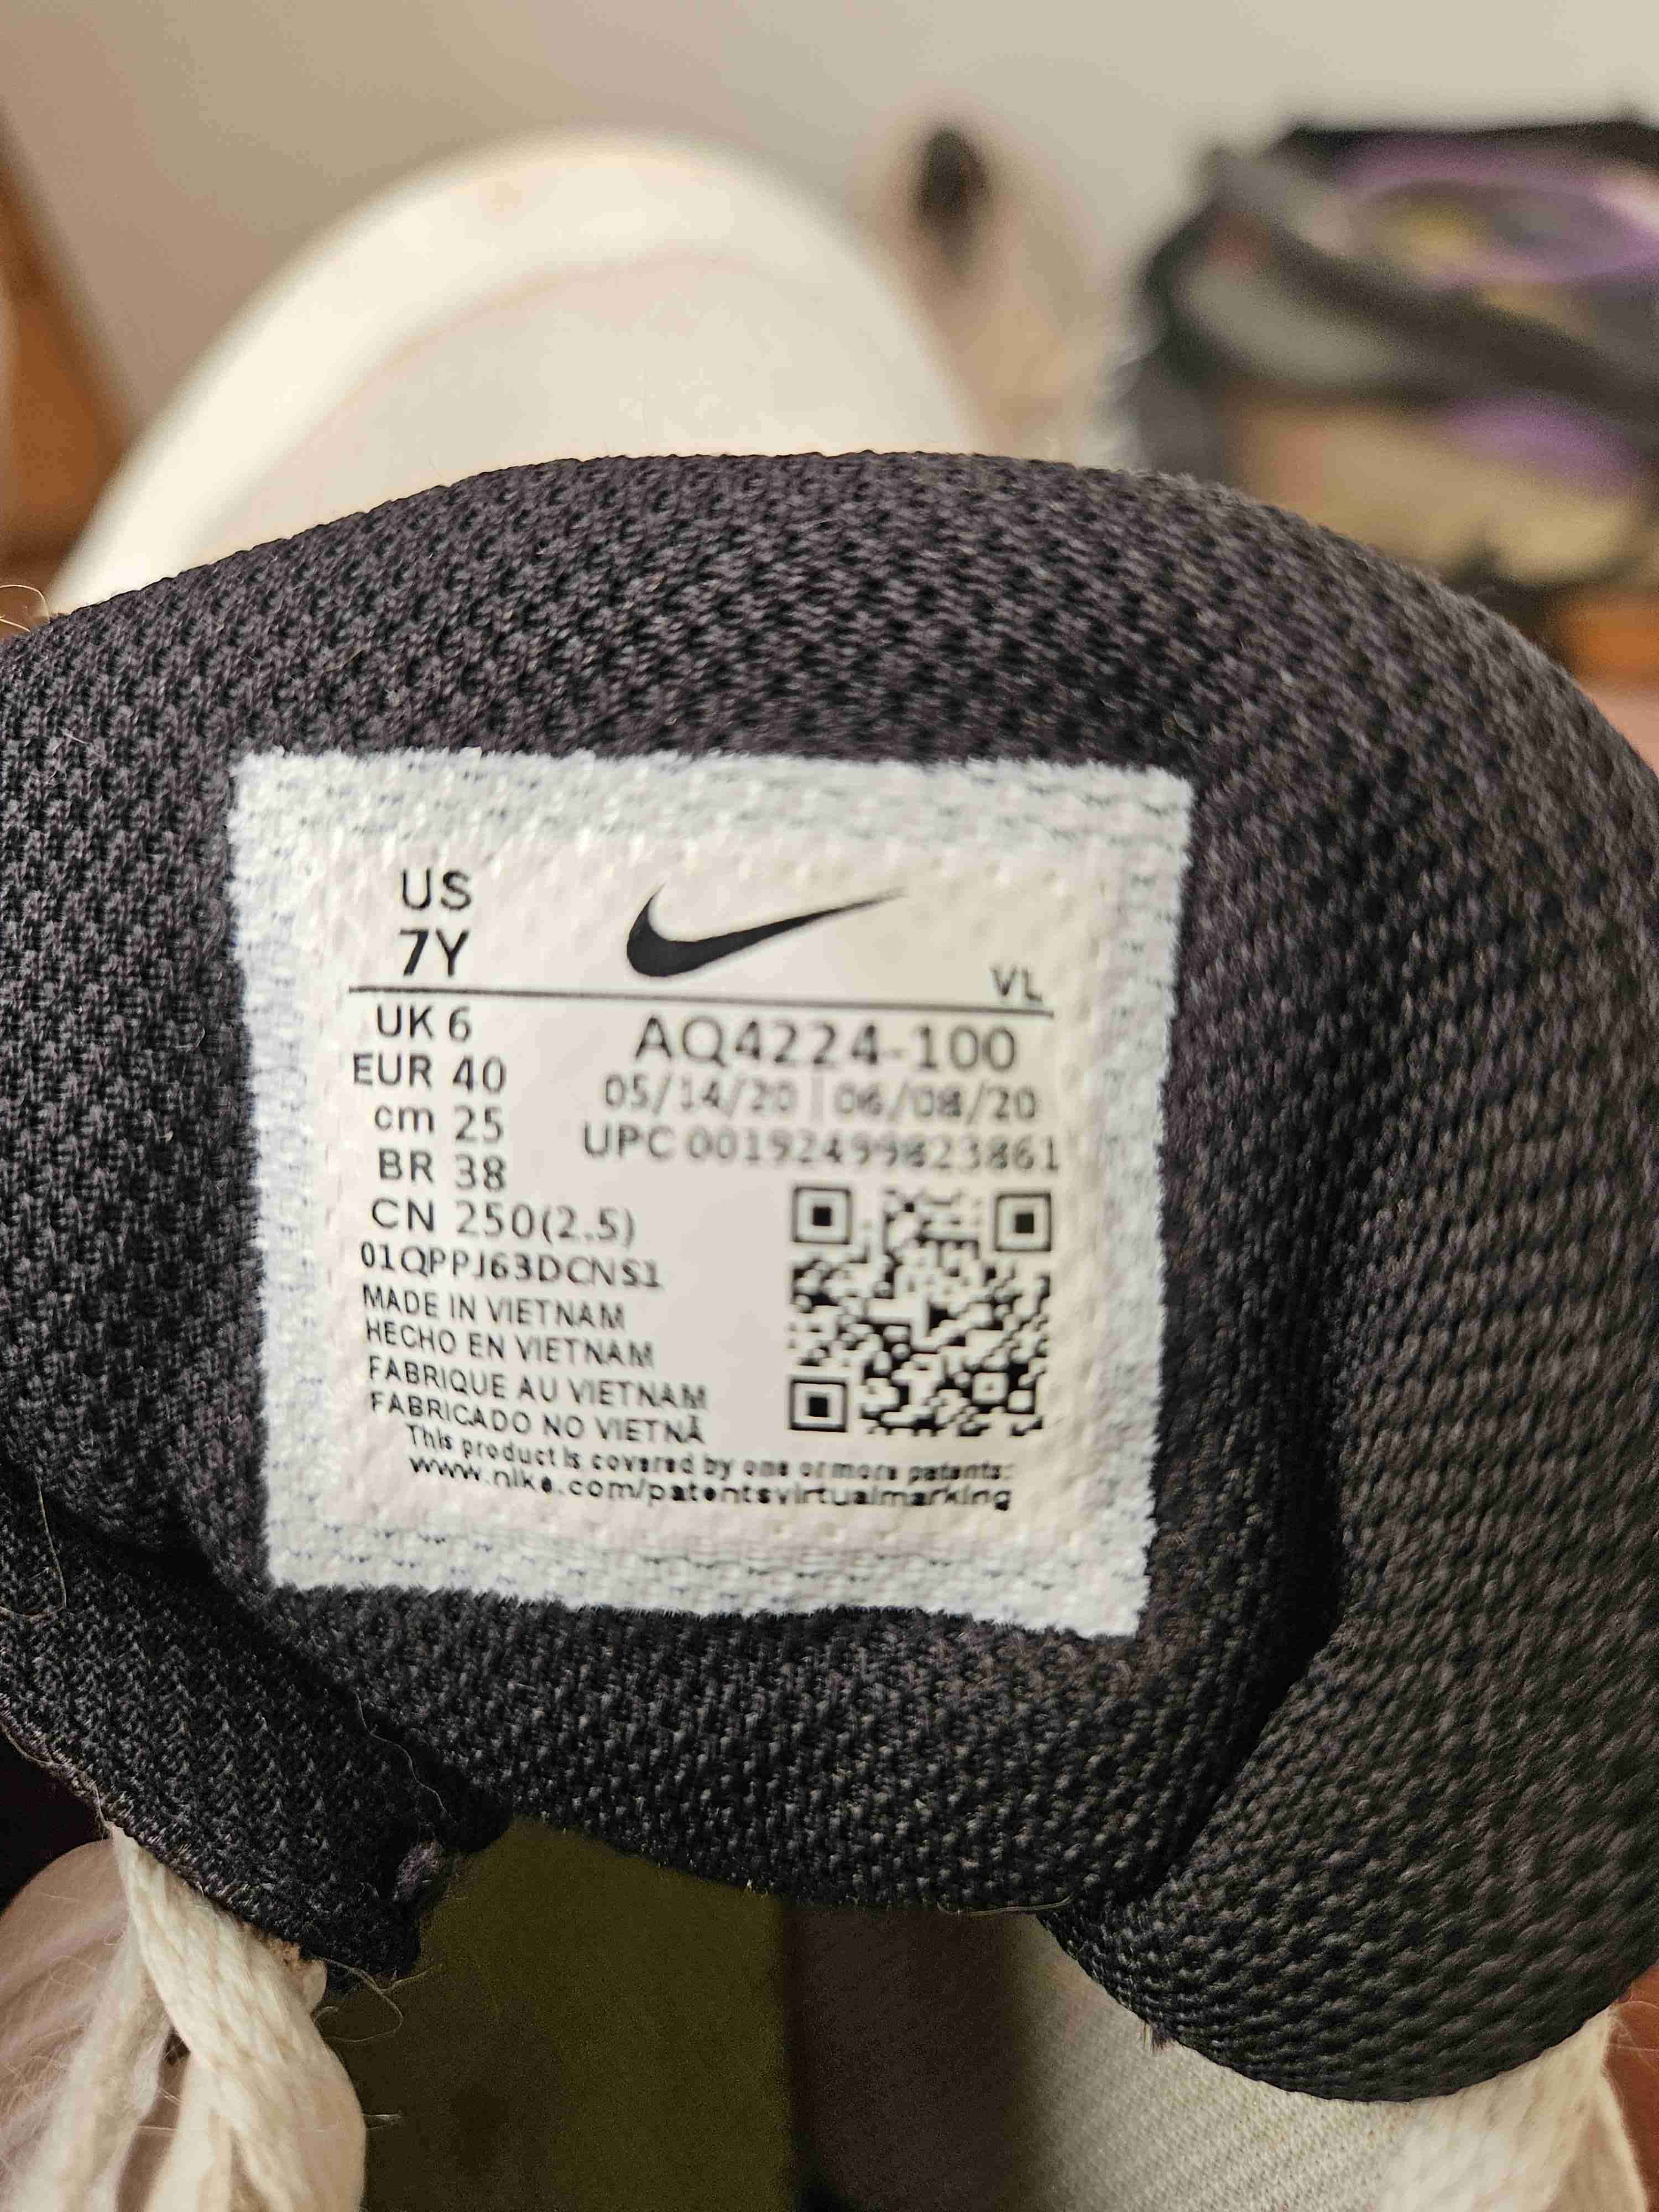 US
7Y
VL
UK 6
EUR 40
cm 25
BR 38
CN 250(2.5)
AQ4224-100
05/14/20 | 06/08/20
UPC 00192499823861
01QPPJ63DCNS1
MADE IN VIETNAM
HECHO EN VIETNAM
FABRIQUE AU VIETNAM
FABRICADO NO VIETNÃ
This product is covered by one or more patents:
www.nike.com/patentsvirtualmarking